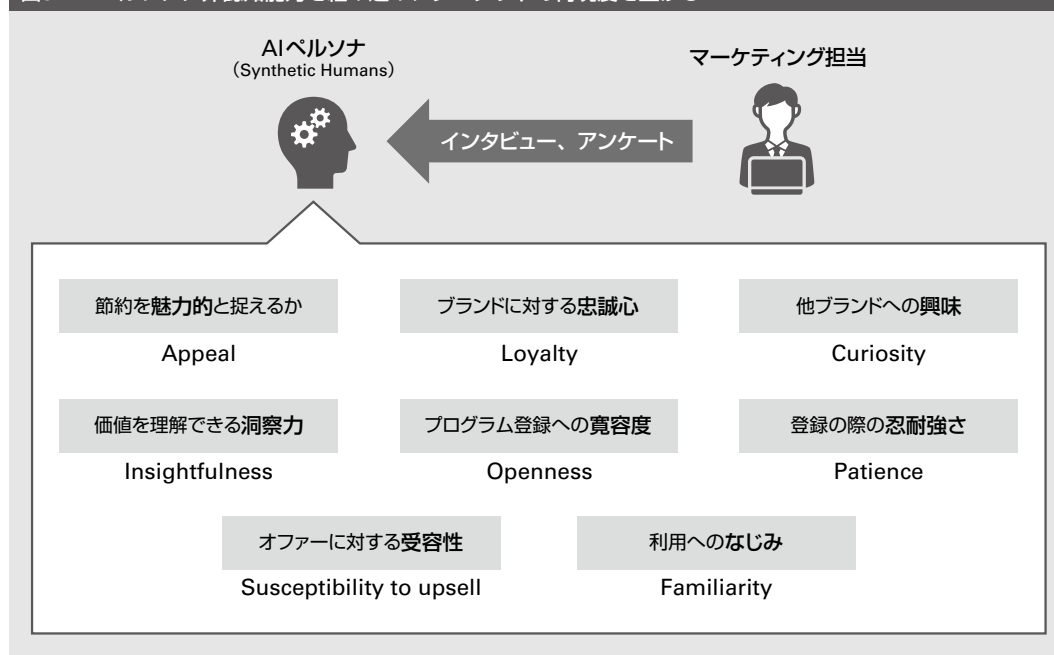 AIペルソナ
（Synthetic Humans）
マーケティング担当
インタビュー、アンケート
節約を魅力的と捉えるか
ブランドに対する忠誠心
他ブランドへの興味
Appeal
Loyalty
Curiosity
価値を理解できる洞察力
プログラム登録への寛容度
登録の際の忍耐強さ
Insightfulness
Openness
Patience
オファーに対する受容性
利用へのなじみ
Susceptibility to upsell
Familiarity